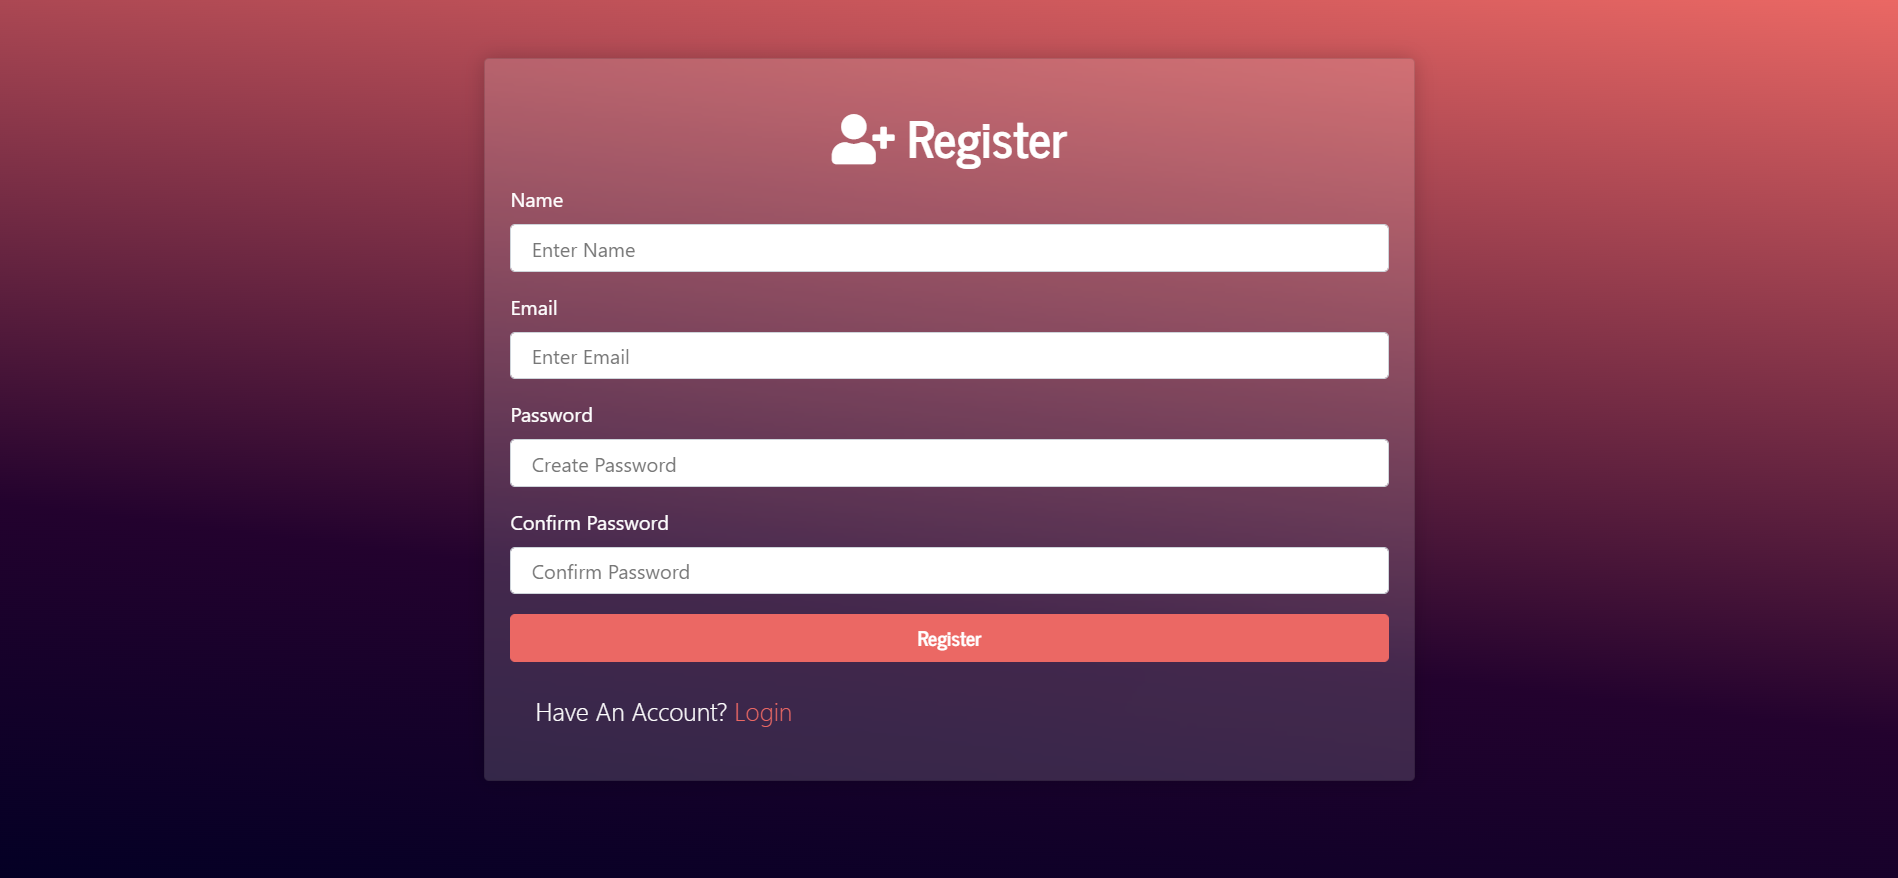 Register
Name
Enter Name
Email
Enter Email
Password
Create Password
Confirm Password
Confirm Password
Register
Have An Account? Login